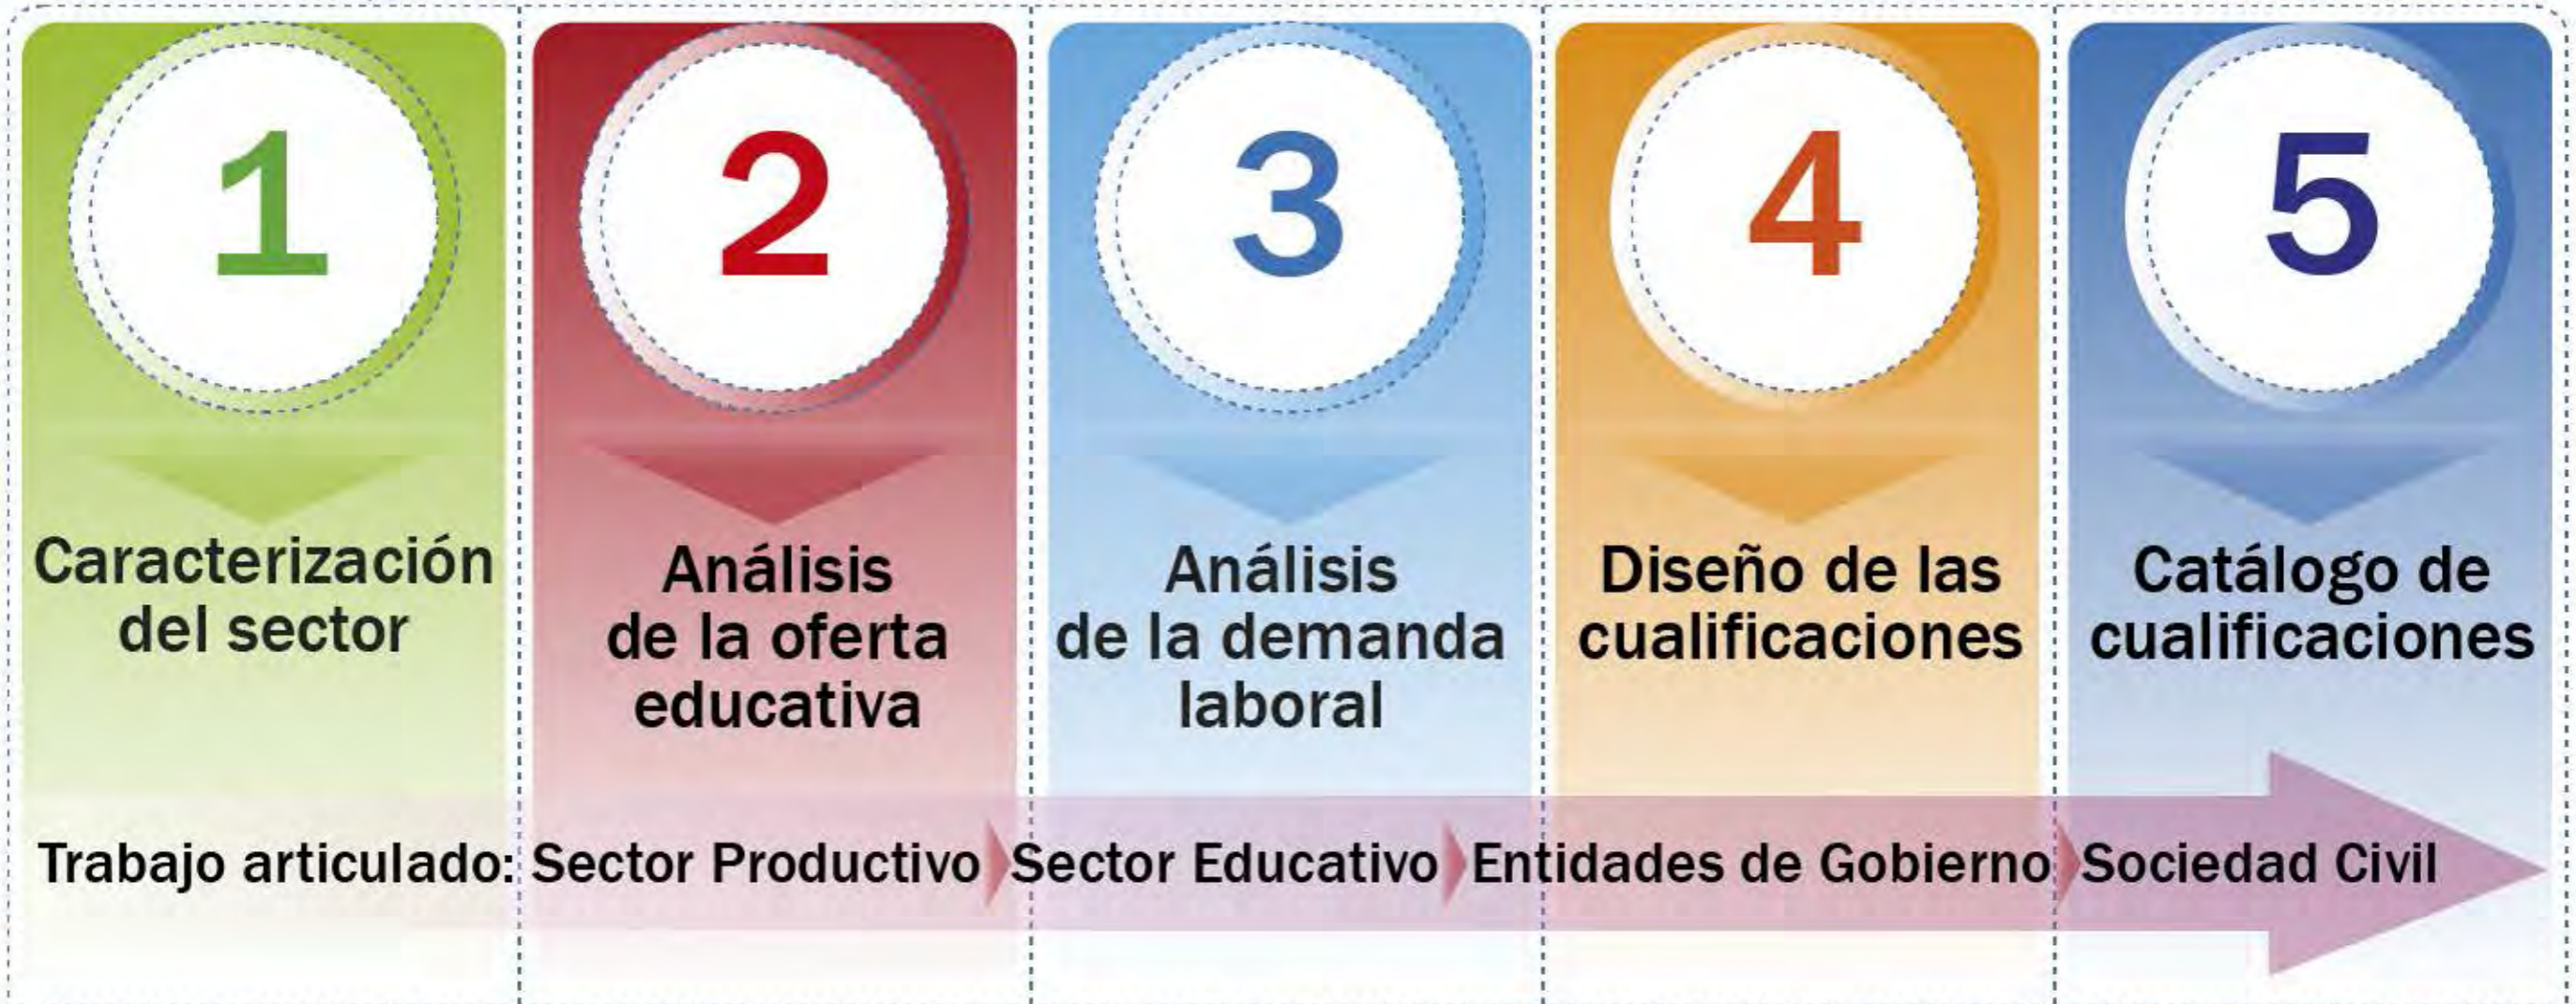 1
Caracterización
del sector
2
Análisis
de la oferta
educativa
3
Análisis
de la demanda
laboral
4
Diseño de las
cualificaciones
5
Catálogo de
cualificaciones
Trabajo articulado: Sector Productivo Sector Educativo Entidades de Gobierno Sociedad Civil